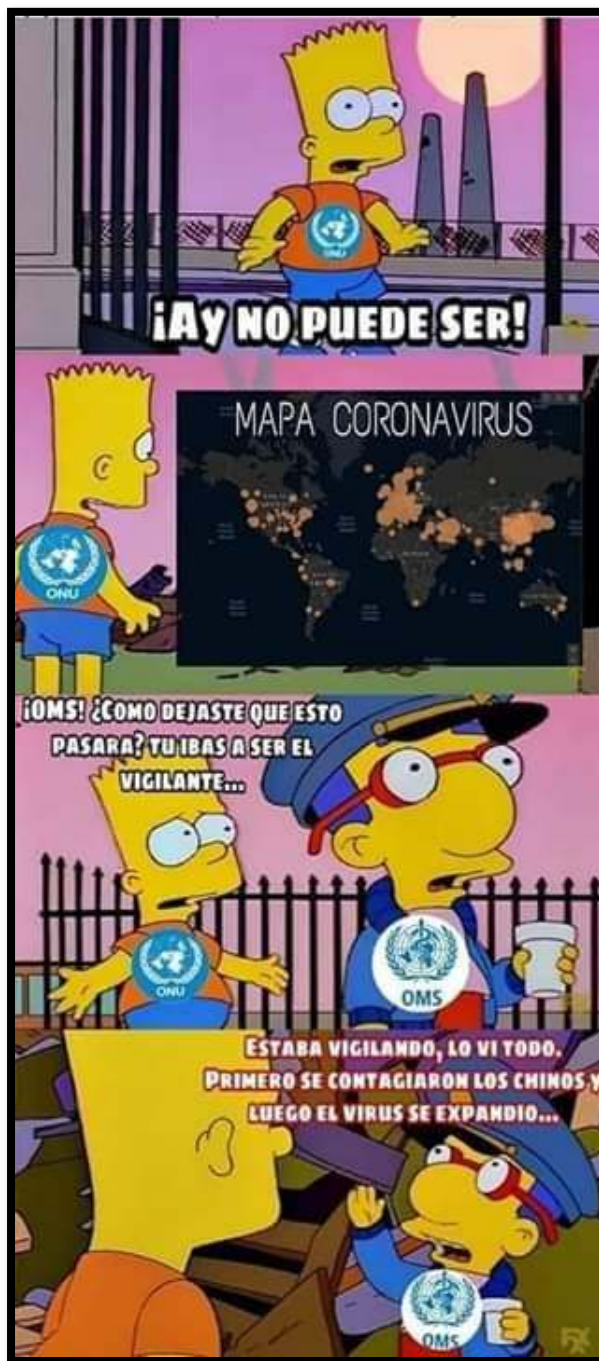 ONU
¡Ay no puede ser!
MAPA CORONAVIRUS
ONU
¡OMS! ¿Como dejaste que esto
pasara? Tu ibas a ser el
vigilante...
ONU
OMS
Estaba vigilando, lo vi todo.
Primero se contagiaron los chinos y
luego el virus se expandio...
OMS
FX